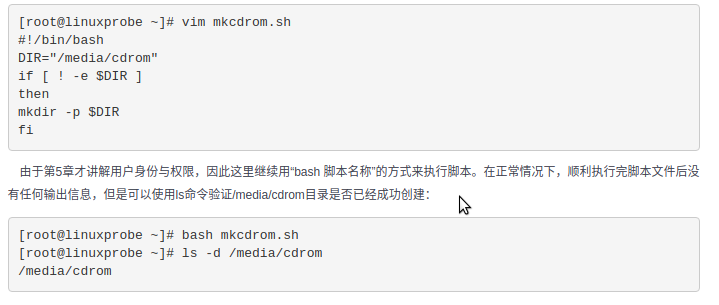 [root@linuxprobe ~]# vim mkcdrom.sh
#!/bin/bash
DIR="/media/cdrom"
if [ ! -e $DIR ]
then
mkdir -p $DIR
fi
由于第5章才讲解用户身份与权限，因此这里继续用“bash 脚本名称”的方式来执行脚本。在正常情况下，顺利执行完脚本文件后没
有任何输出信息，但是可以使用ls命令验证/media/cdrom目录是否已经成功创建：
[root@linuxprobe ~]# bash mkcdrom.sh
[root@linuxprobe ~]# ls -d /media/cdrom
/media/cdrom